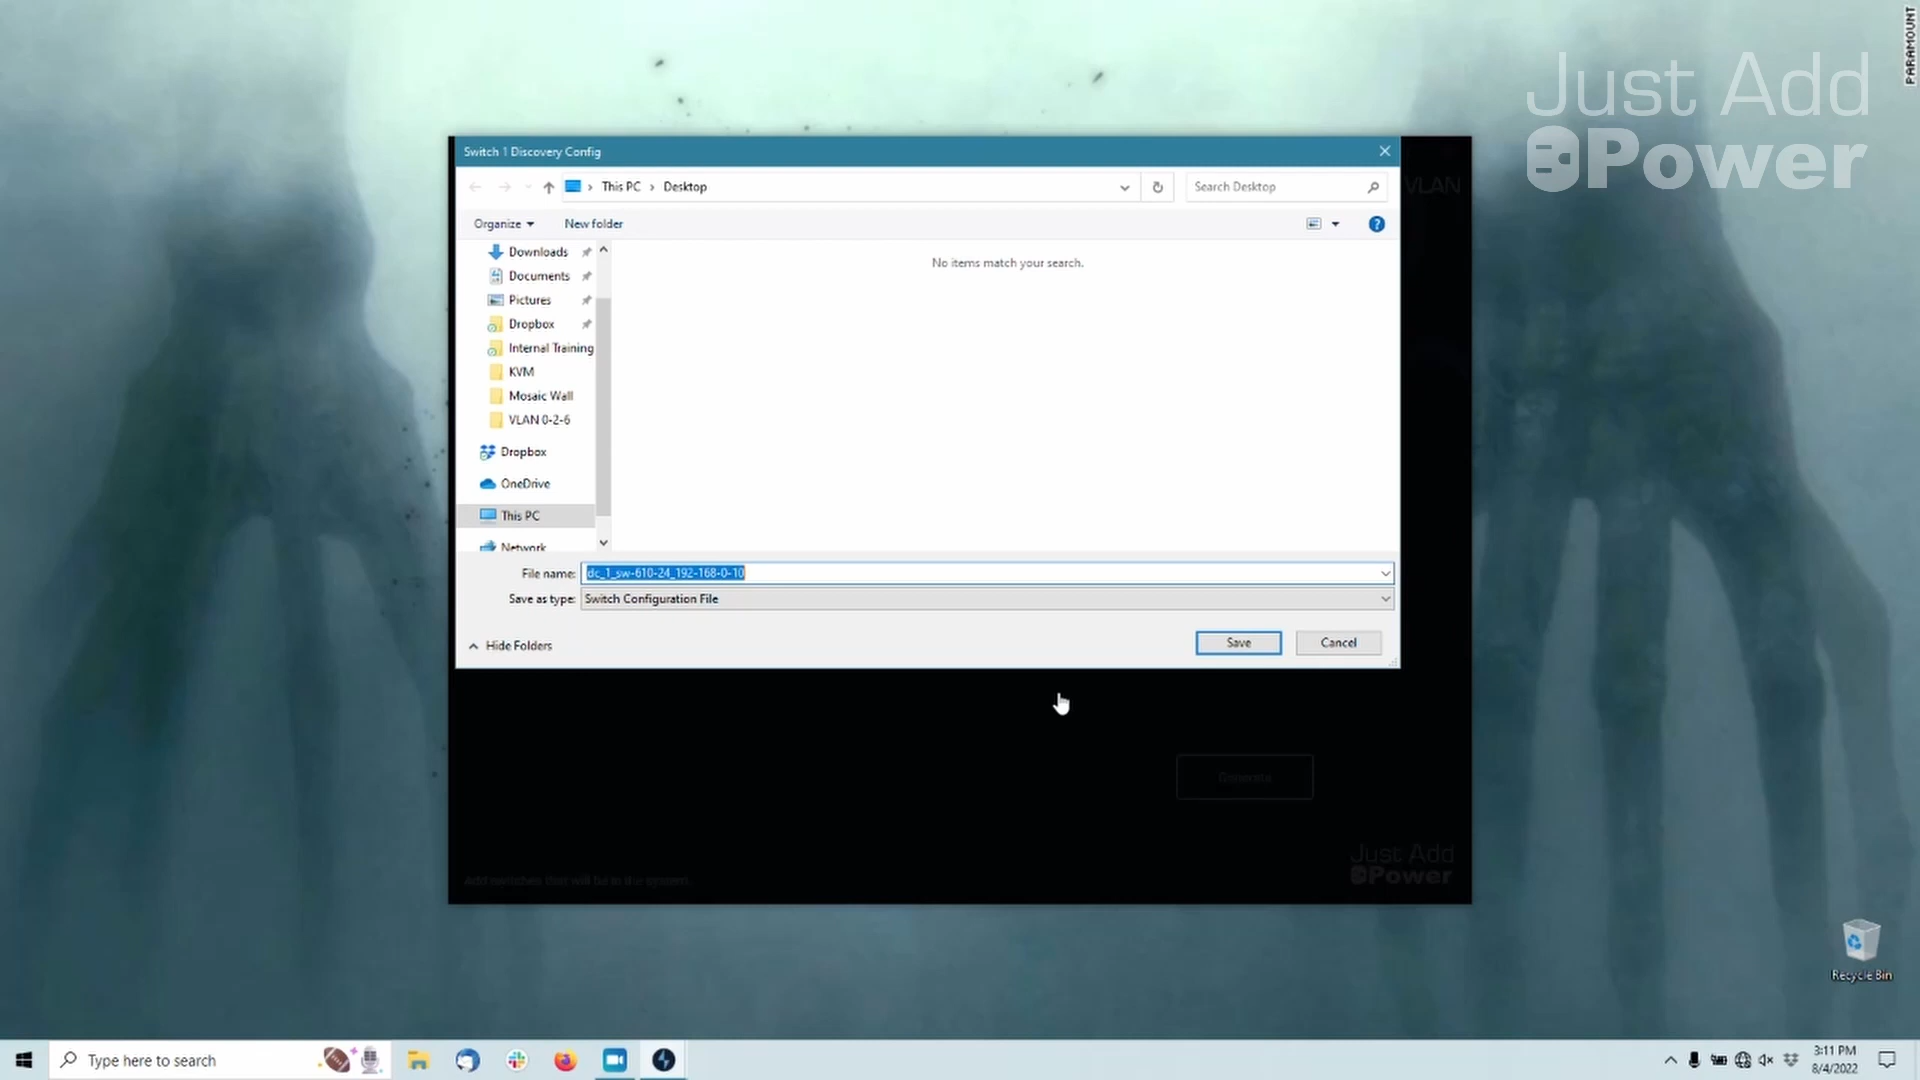 PARAMOUNT
Just Add
Power
Switch 1 Discovery Config
This PC
Desktop
Search Desktop
VLAN
Organize
New folder
Downloads
Documents
Pictures
Dropbox
Internal Training
KVM
Mosaic Wall
VLAN 0-2-6
Dropbox
OneDrive
This PC
Network
No items match your search.
File name: dc_1_sw-610-24_192-168-0-10
Save as type: Switch Configuration File
Hide Folders
Save
Cancel
Generate
Add switches that will be in the system.
Just Add
Power
Recycle Bin
Type here to search
3:11 PM
8/4/2022